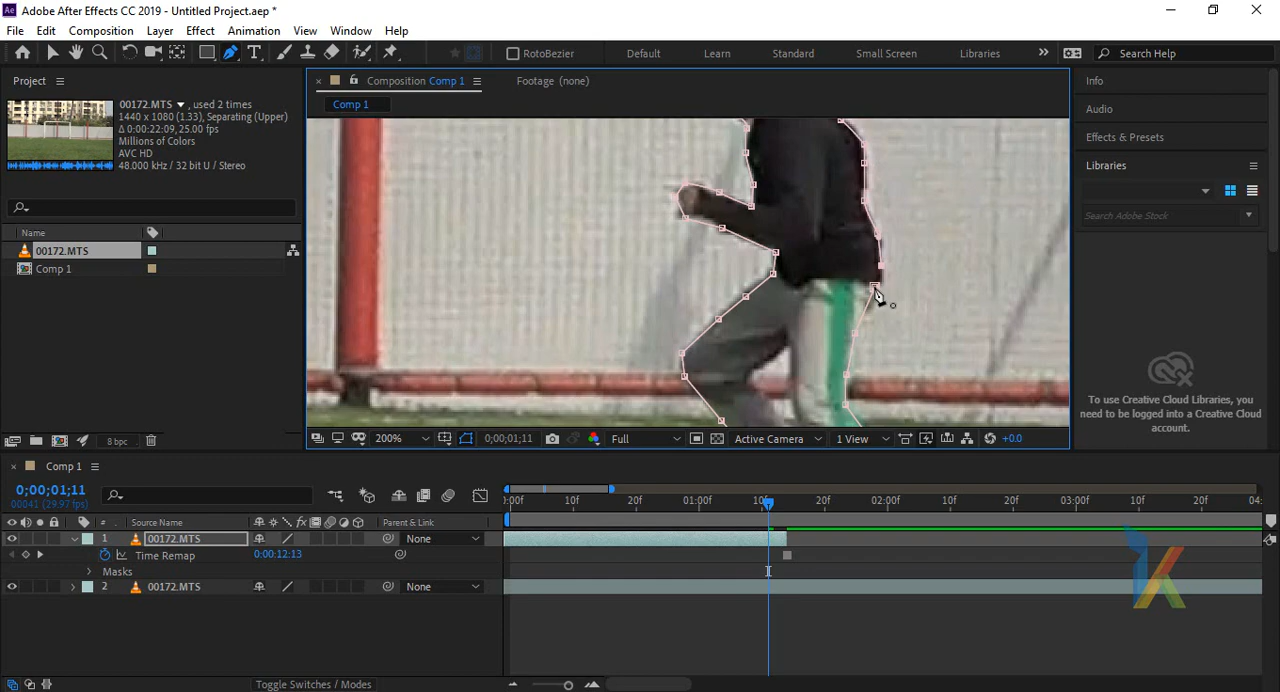 Adobe After Effects CC 2019 - Untitled Project.aep *
File Edit Composition Layer Effect Animation View Window Help
RotoBezier Default Learn Standard Small Screen Libraries Search Help
Project
Composition Comp 1
Footage (none)
Info
Comp 1
00172.MTS , used 2 times
1440 x 1080 (1.33), Separating (Upper)
Δ 0:00:22:09, 25.00 fps
Millions of Colors
AVC HD
48.000 kHz / 32 bit U / Stereo
Audio
Effects & Presets
Libraries
Search Adobe Stock
Name
00172.MTS
Comp 1
To use Creative Cloud Libraries, you need to be logged into a Creative Cloud account.
8 bpc
200% 0;00;01;11 Full Active Camera 1 View +0.0
Comp 1
0;00;01;11
00041 (29.97 fps)
:00f 10f 20f 01:00f 10f 20f 02:00f 10f 20f 03:00f 10f 20f 04:
# Source Name Parent & Link
1 00172.MTS None
Time Remap 0:00:12:13
Masks
2 00172.MTS None
Toggle Switches / Modes